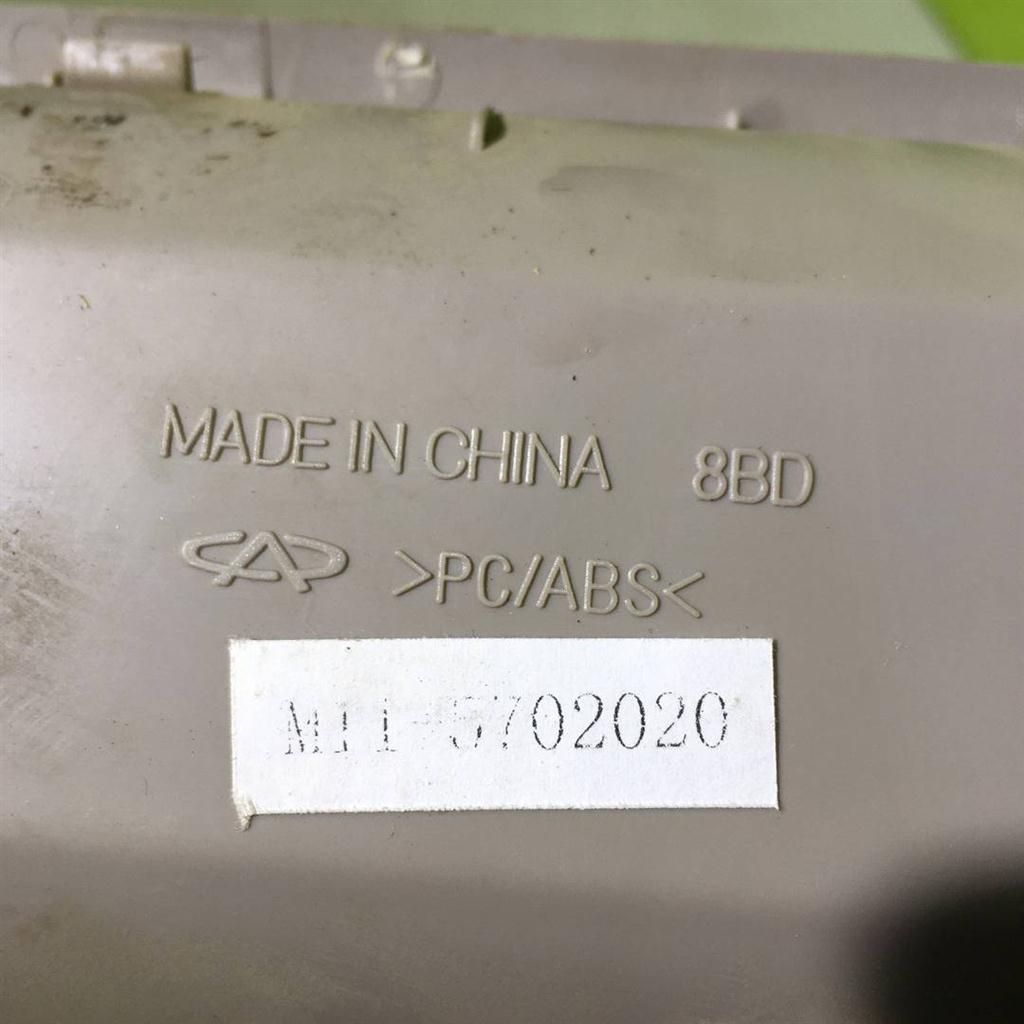 MADE IN CHINA 8BD
>PC/ABS<
M11-5702020